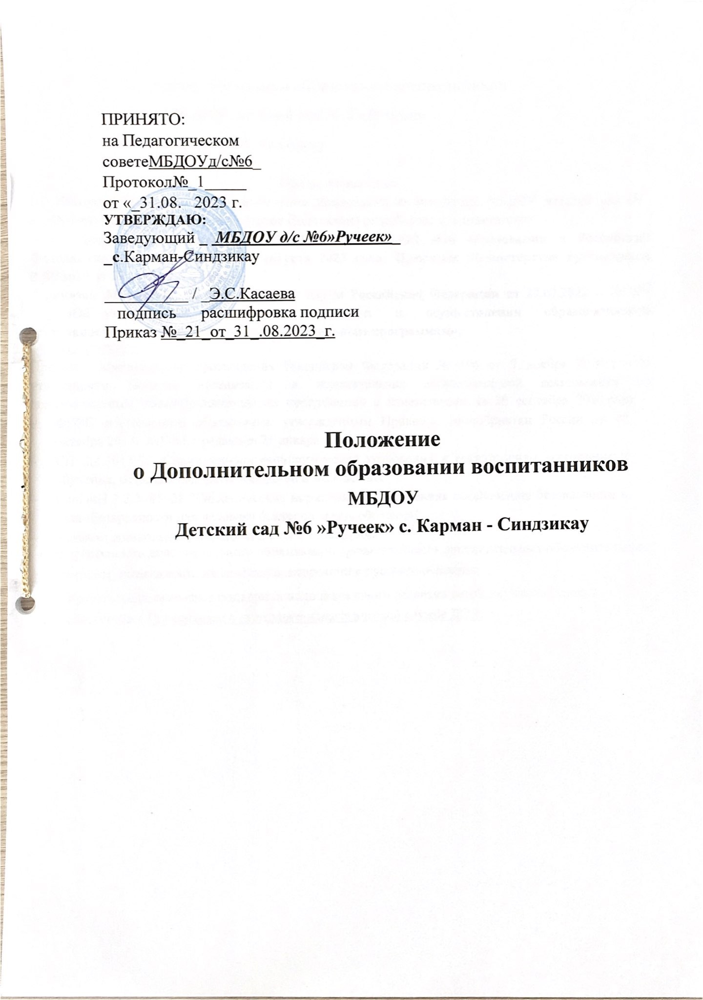 ПРИНЯТО:
на Педагогическом
советеМБДОУд/с№6_
Протокол№_1_____
от «_31.08. 2023 г.
УТВЕРЖДАЮ:
Заведующий _ МБДОУ д/с №6»Ручеек»_
_с.Карман-Синдзикау
__________ / _Э.С.Касаева
подпись расшифровка подписи
Приказ №_21_от_31_.08.2023_г.
Положение
о Дополнительном образовании воспитанников
МБДОУ
Детский сад №6 »Ручеек» с. Карман - Синдзикау